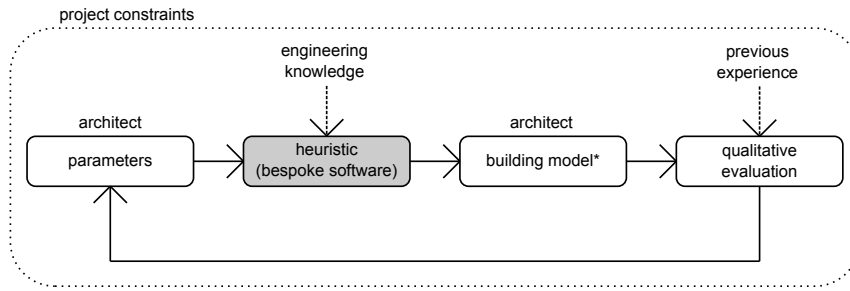 project constraints
engineering
knowledge
previous
experience
architect
architect
parameters
heuristic
(bespoke software)
building model*
qualitative
evaluation